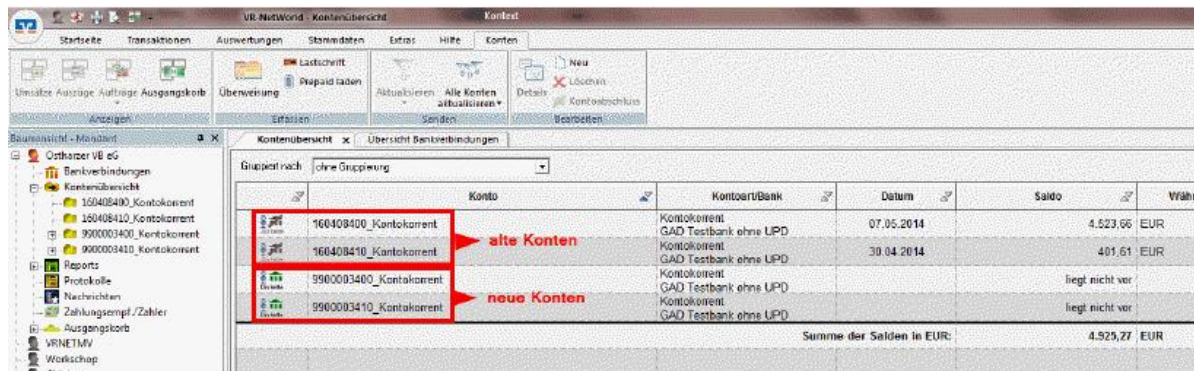 VR-NetWorld - Kontenübersicht Kontext
Startseite Transaktionen Auswertungen Stammdaten Extras Hilfe Konten
Umsätze Auszüge Aufträge Ausgangskorb
Überweisung
Lastschrift
Prepaid laden
Aktualisieren Alle Konten aktualisieren
Details
Neu
Löschen
Kontoabschluss
Anzeigen Erfassen Senden Bearbeiten
Baumansicht - Mandant
Ostharzer VB eG
Bankverbindungen
Kontenübersicht
160408400_Kontokorrent
160408410_Kontokorrent
9900003400_Kontokorrent
9900003410_Kontokorrent
Reports
Protokolle
Nachrichten
Zahlungsempf./Zahler
Ausgangskorb
VRNETMV
Workschop
Kontenübersicht x Übersicht Bankverbindungen
Gruppiert nach ohne Gruppierung
Konto Kontoart/Bank Datum Saldo
160408400_Kontokorrent Kontokorrent 07.05.2014 4.523,66 EUR
GAD Testbank ohne UPD
160408410_Kontokorrent Kontokorrent 30.04.2014 401,61 EUR
GAD Testbank ohne UPD
alte Konten
9900003400_Kontokorrent Kontokorrent liegt nicht vor
GAD Testbank ohne UPD
9900003410_Kontokorrent Kontokorrent liegt nicht vor
GAD Testbank ohne UPD
neue Konten
Summe der Salden in EUR: 4.925,27 EUR